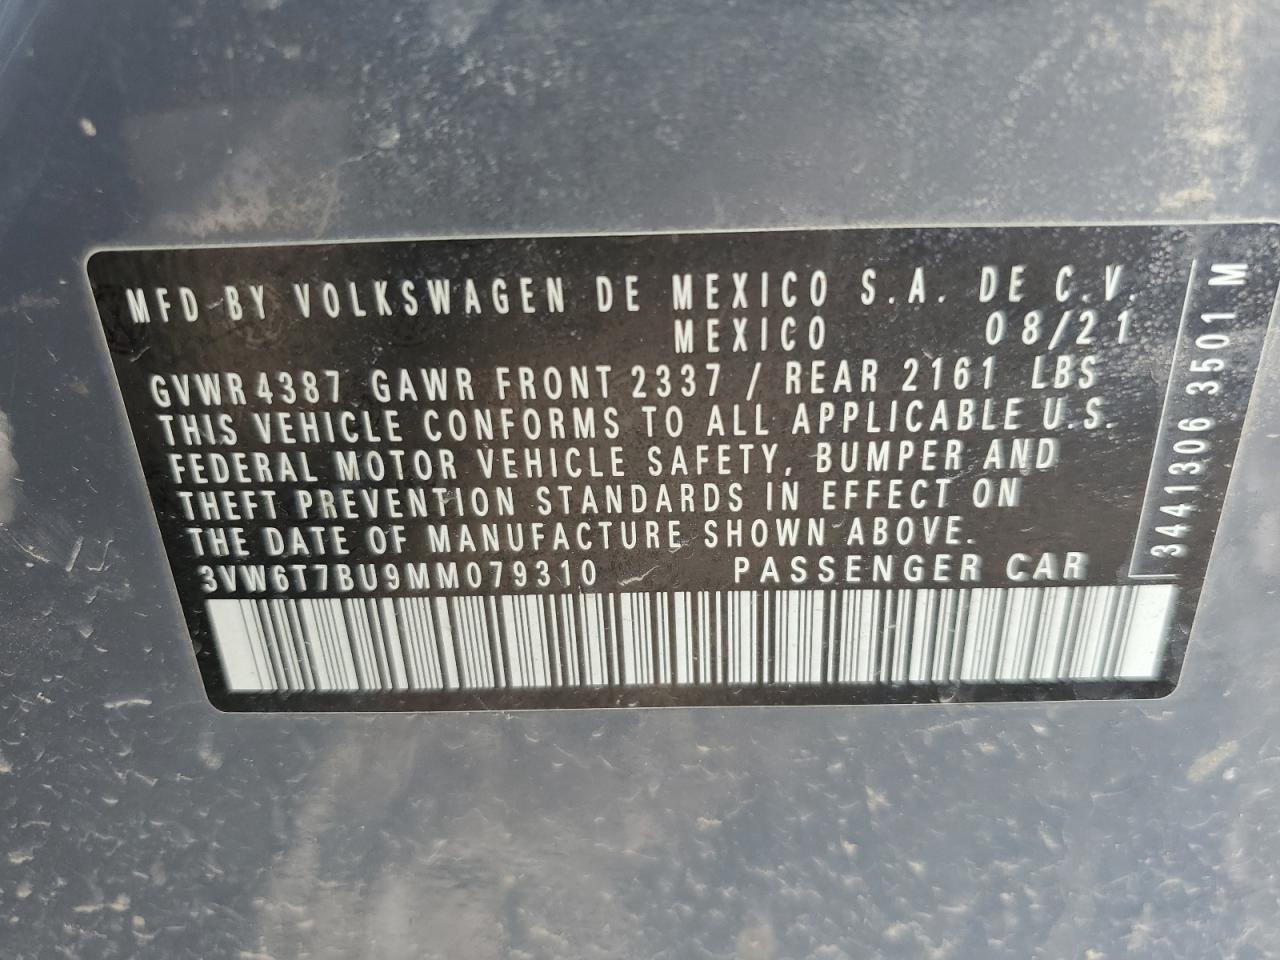 MFD BY VOLKSWAGEN DE MEXICO S.A. DE C.V.
MEXICO 08/21
GVWR 4387 GAWR FRONT 2337 / REAR 2161 LBS
THIS VEHICLE CONFORMS TO ALL APPLICABLE U.S.
FEDERAL MOTOR VEHICLE SAFETY, BUMPER AND
THEFT PREVENTION STANDARDS IN EFFECT ON
THE DATE OF MANUFACTURE SHOWN ABOVE.
3VW6T7BU9MM079310 PASSENGER CAR
3441306 3501 M